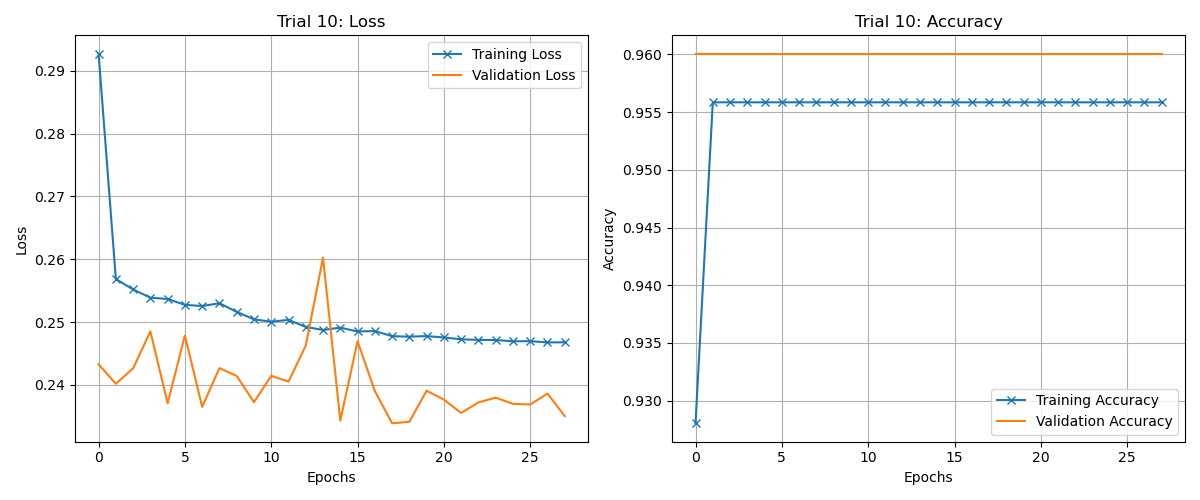 Trial 10: Loss
Training Loss
Validation Loss
0.29
0.28
0.27
0.26
0.25
0.24
Loss
0 5 10 15 20 25
Epochs
Trial 10: Accuracy
0.960
0.955
0.950
0.945
0.940
0.935
0.930
Accuracy
Training Accuracy
Validation Accuracy
0 5 10 15 20 25
Epochs